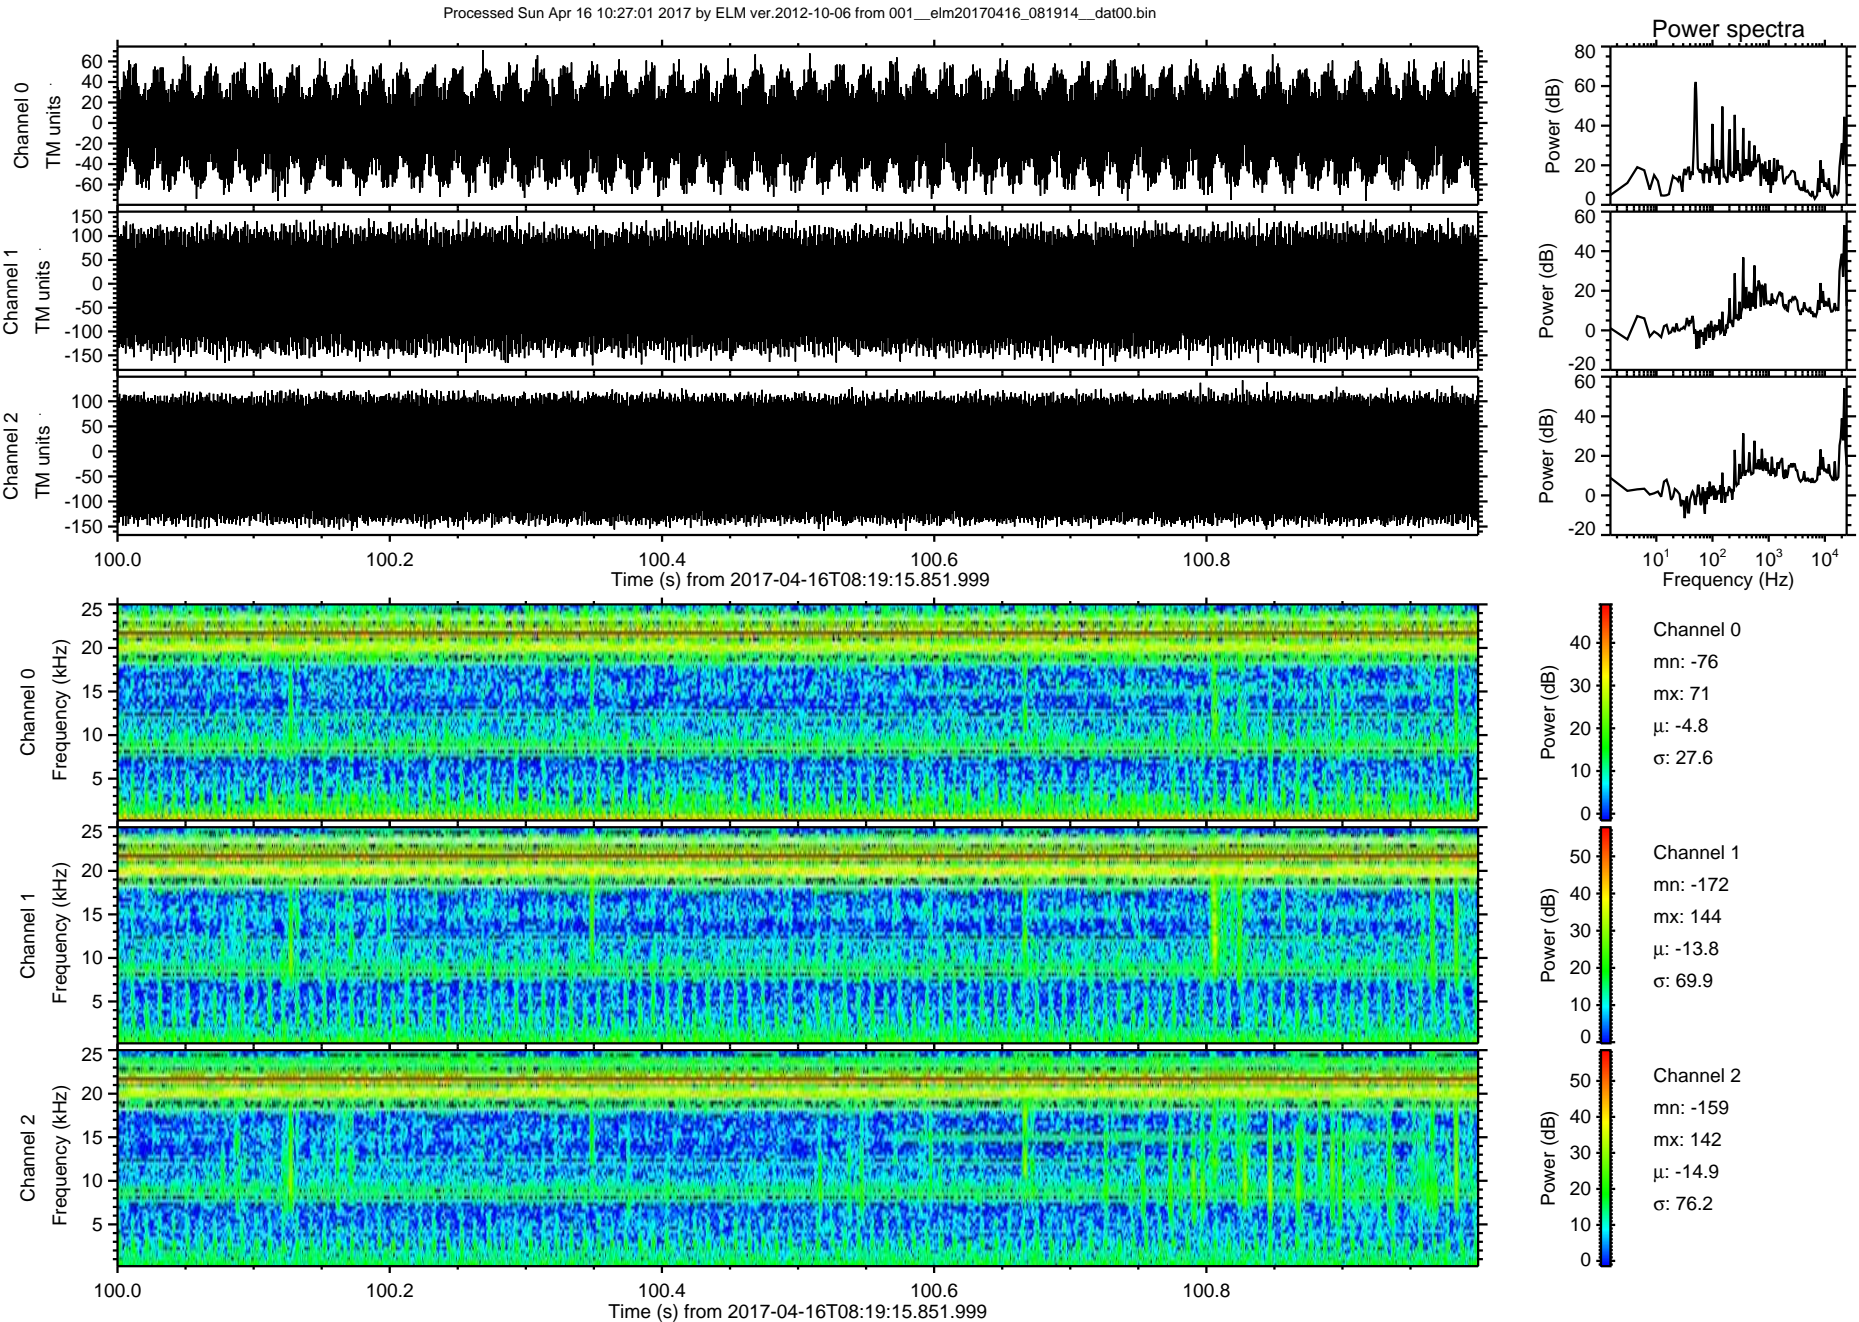 Processed Sun Apr 16 10:27:01 2017 by ELM ver.2012-10-06 from 001__elm20170416_081914__dat00.bin
Power spectra
Channel 0
TM units
60
40
20
0
-20
-40
-60
Power (dB)
80
60
40
20
0
Channel 1
TM units
150
100
50
0
-50
-100
-150
Power (dB)
60
40
20
0
-20
Channel 2
TM units
100
50
0
-50
-100
-150
Power (dB)
60
40
20
0
-20
100.0 100.2 100.4 100.6 100.8
Time (s) from 2017-04-16T08:19:15.851.999
10^1 10^2 10^3 10^4
Frequency (Hz)
Channel 0
Frequency (kHz)
25
20
15
10
5
Power (dB)
40
30
20
10
0
Channel 0
mn: -76
mx: 71
μ: -4.8
σ: 27.6
Channel 1
Frequency (kHz)
25
20
15
10
5
Power (dB)
50
40
30
20
10
0
Channel 1
mn: -172
mx: 144
μ: -13.8
σ: 69.9
Channel 2
Frequency (kHz)
25
20
15
10
5
Power (dB)
50
40
30
20
10
0
Channel 2
mn: -159
mx: 142
μ: -14.9
σ: 76.2
100.0 100.2 100.4 100.6 100.8
Time (s) from 2017-04-16T08:19:15.851.999